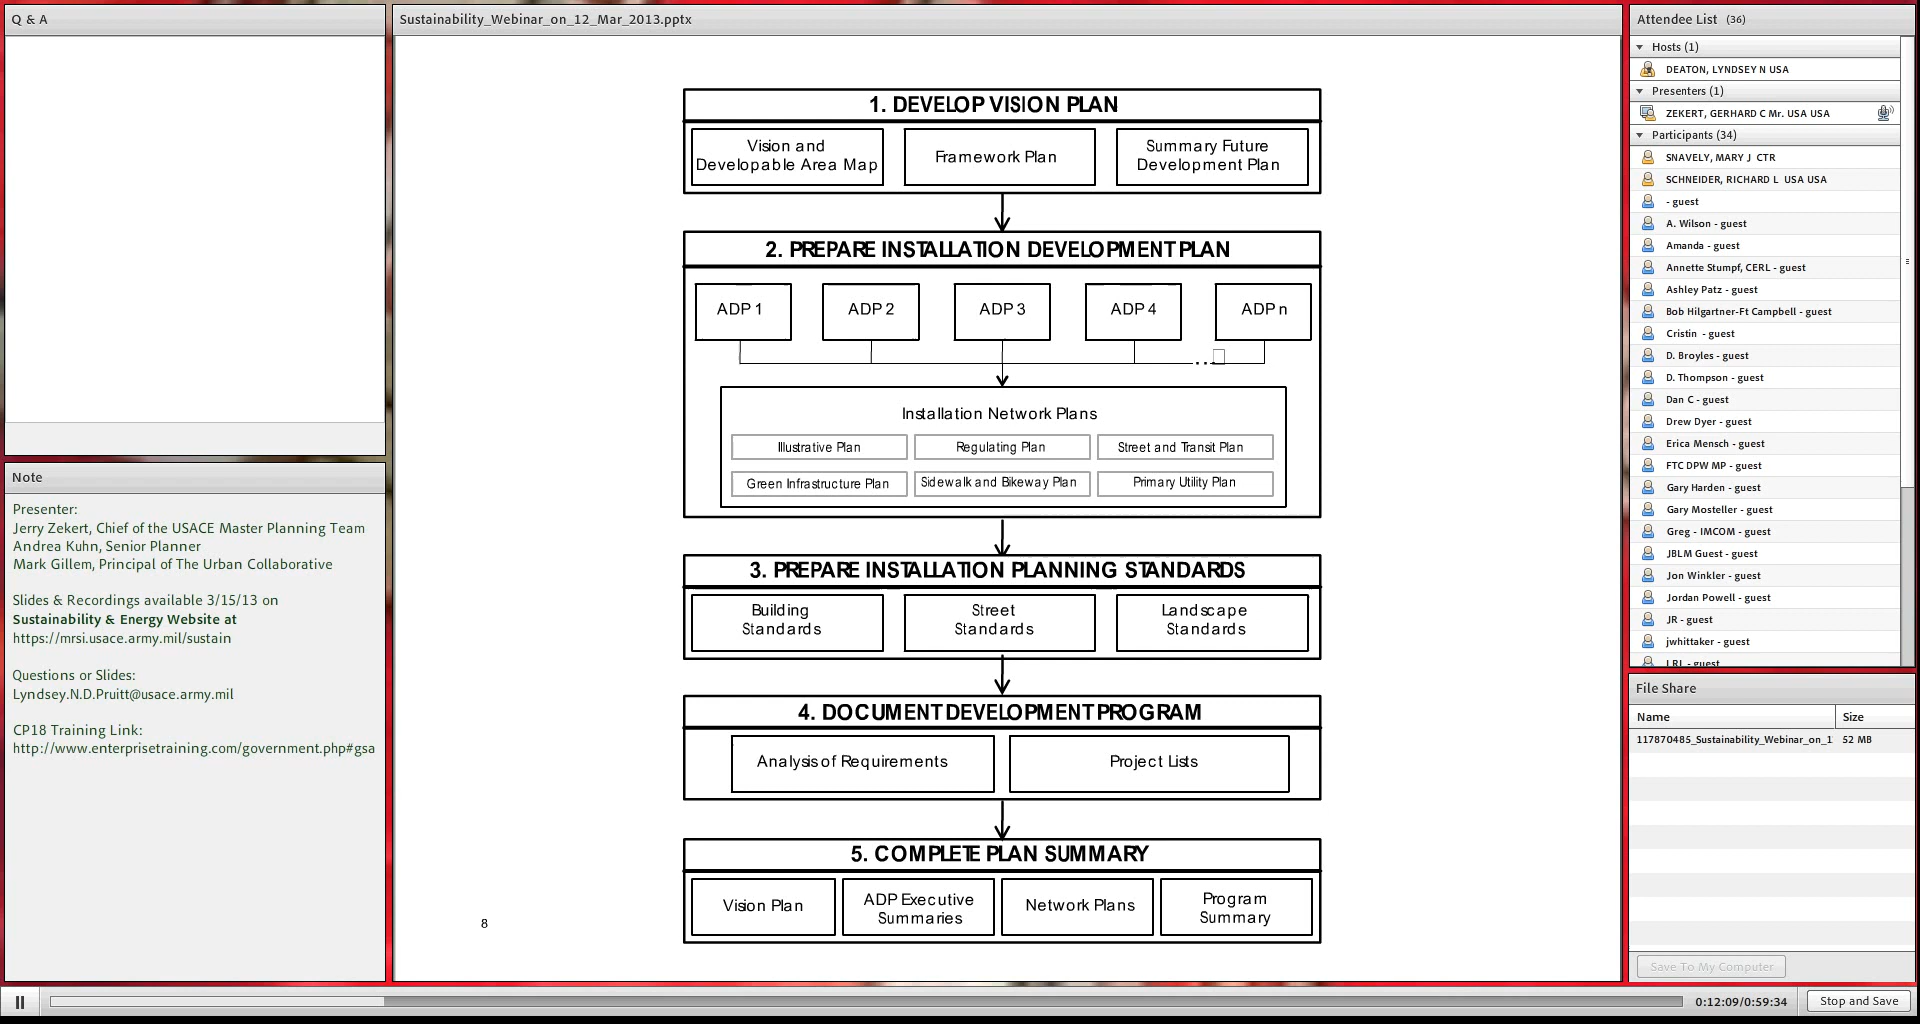 Q & A
Sustainability_Webinar_on_12_Mar_2013.pptx
1. DEVELOP VISION PLAN
Vision and
Developable Area Map
Framework Plan
Summary Future
Development Plan
2. PREPARE INSTALLATION DEVELOPMENT PLAN
ADP 1
ADP 2
ADP 3
ADP 4
ADP n
...
Installation Network Plans
Illustrative Plan
Regulating Plan
Street and Transit Plan
Green Infrastructure Plan
Sidewalk and Bikeway Plan
Primary Utility Plan
3. PREPARE INSTALLATION PLANNING STANDARDS
Building
Standards
Street
Standards
Landscape
Standards
4. DOCUMENT DEVELOPMENT PROGRAM
Analysis of Requirements
Project Lists
5. COMPLETE PLAN SUMMARY
Vision Plan
ADP Executive
Summaries
Network Plans
Program
Summary
8
Note
Presenter:
Jerry Zekert, Chief of the USACE Master Planning Team
Andrea Kuhn, Senior Planner
Mark Gillem, Principal of The Urban Collaborative
Slides & Recordings available 3/15/13 on
Sustainability & Energy Website at
https://mrsi.usace.army.mil/sustain
Questions or Slides:
Lyndsey.N.D.Pruitt@usace.army.mil
CP18 Training Link:
http://www.enterprisetraining.com/government.php#gsa
Attendee List (36)
Hosts (1)
DEATON, LYNDSEY N USA
Presenters (1)
ZEKERT, GERHARD C Mr. USA USA
Participants (34)
SNAVELY, MARY J CTR
SCHNEIDER, RICHARD L USA USA
- guest
A. Wilson - guest
Amanda - guest
Annette Stumpf, CERL - guest
Ashley Patz - guest
Bob Hilgartner-Ft Campbell - guest
Cristin - guest
D. Broyles - guest
D. Thompson - guest
Dan C - guest
Drew Dyer - guest
Erica Mensch - guest
FTC DPW MP - guest
Gary Harden - guest
Gary Mosteller - guest
Greg - IMCOM - guest
JBLM Guest - guest
Jon Winkler - guest
Jordan Powell - guest
JR - guest
jwhittaker - guest
LRL - guest
File Share
Name Size
117870485_Sustainability_Webinar_on_1 52 MB
Save To My Computer
0:12:09/0:59:34
Stop and Save